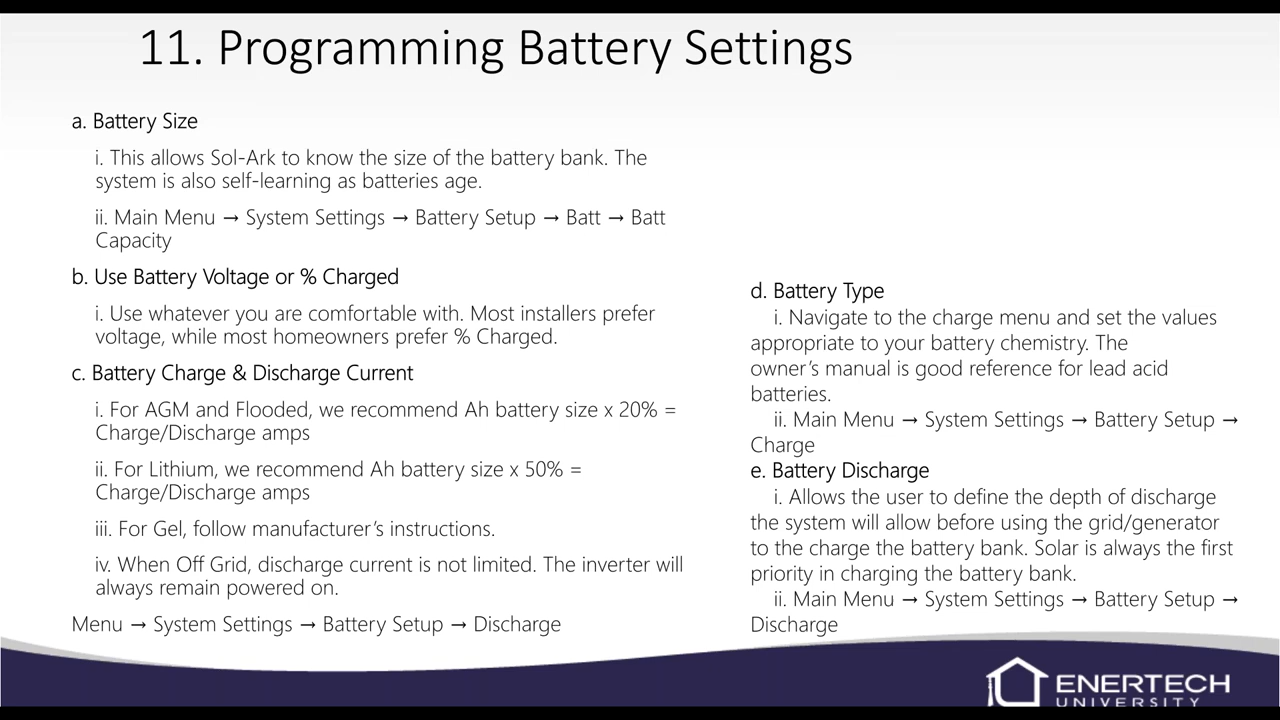 11. Programming Battery Settings
a. Battery Size
i. This allows Sol-Ark to know the size of the battery bank. The
system is also self-learning as batteries age.
ii. Main Menu → System Settings → Battery Setup → Batt → Batt
Capacity
b. Use Battery Voltage or % Charged
i. Use whatever you are comfortable with. Most installers prefer
voltage, while most homeowners prefer % Charged.
c. Battery Charge & Discharge Current
i. For AGM and Flooded, we recommend Ah battery size x 20% =
Charge/Discharge amps
ii. For Lithium, we recommend Ah battery size x 50% =
Charge/Discharge amps
iii. For Gel, follow manufacturer's instructions.
iv. When Off Grid, discharge current is not limited. The inverter will
always remain powered on.
Menu → System Settings → Battery Setup → Discharge
d. Battery Type
i. Navigate to the charge menu and set the values
appropriate to your battery chemistry. The
owner's manual is good reference for lead acid
batteries.
ii. Main Menu → System Settings → Battery Setup →
Charge
e. Battery Discharge
i. Allows the user to define the depth of discharge
the system will allow before using the grid/generator
to the charge the battery bank. Solar is always the first
priority in charging the battery bank.
ii. Main Menu → System Settings → Battery Setup →
Discharge
ENERTECH
UNIVERSITY